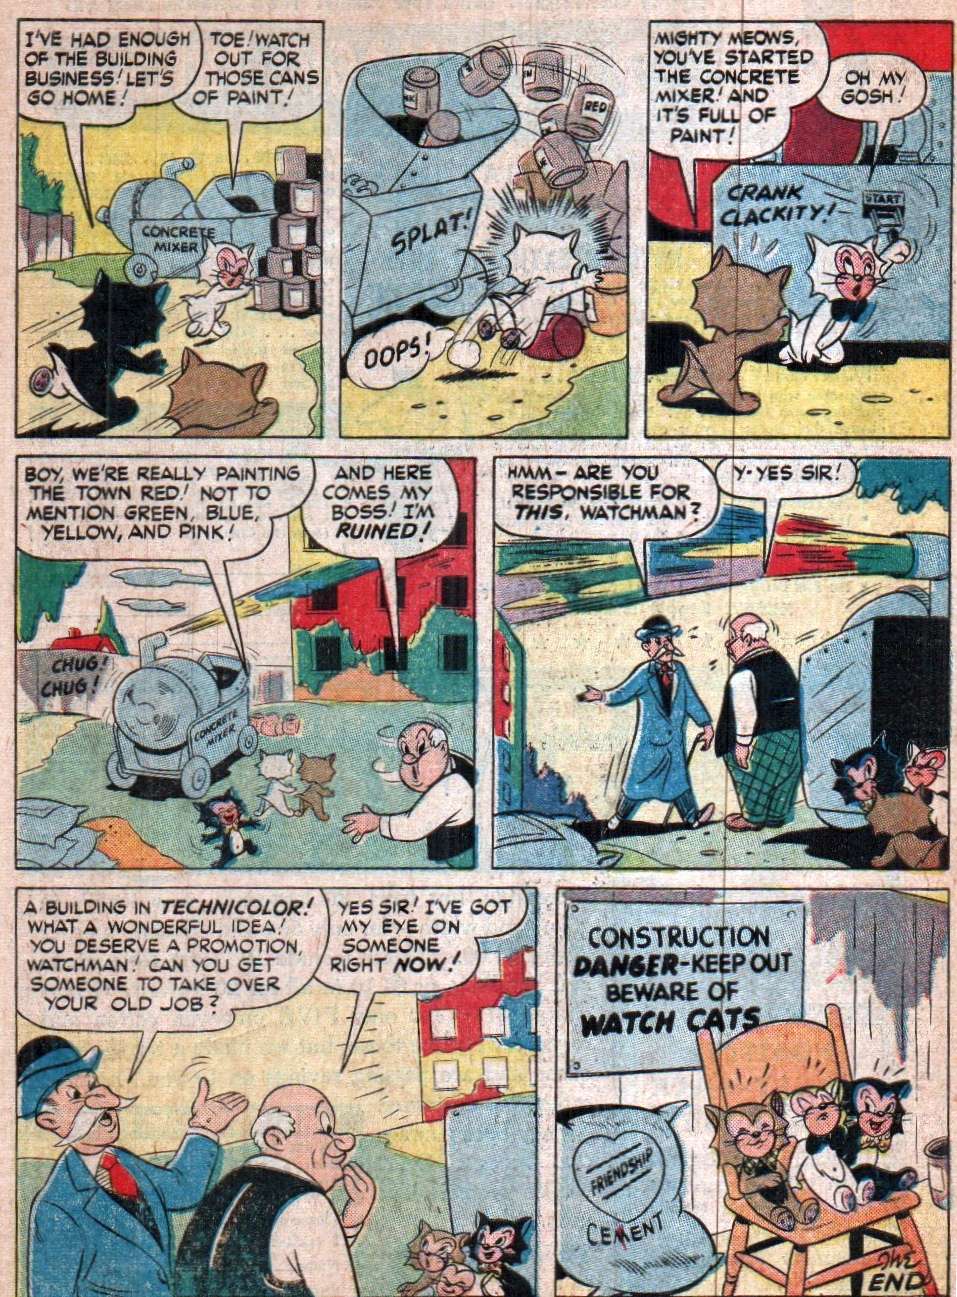 I'VE HAD ENOUGH
OF THE BUILDING
BUSINESS! LET'S
GO HOME!
TOE! WATCH
OUT FOR
THOSE CANS
OF PAINT!
CONCRETE
MIXER
RED
SPLAT!
OOPS!
MIGHTY MEOWS,
YOU'VE STARTED
THE CONCRETE
MIXER! AND
IT'S FULL OF
PAINT!
OH MY
GOSH!
CRANK
CLACKITY!
START
BOY, WE'RE REALLY PAINTING
THE TOWN RED! NOT TO
MENTION GREEN, BLUE,
YELLOW, AND PINK!
AND HERE
COMES MY
BOSS! I'M
RUINED!
CHUG!
CHUG!
CONCRETE
MIXER
HMM - ARE YOU
RESPONSIBLE FOR
THIS, WATCHMAN?
Y-YES SIR!
A BUILDING IN TECHNICOLOR!
WHAT A WONDERFUL IDEA!
YOU DESERVE A PROMOTION,
WATCHMAN! CAN YOU GET
SOMEONE TO TAKE OVER
YOUR OLD JOB?
YES SIR! I'VE GOT
MY EYE ON
SOMEONE
RIGHT NOW!
CONSTRUCTION
DANGER-KEEP OUT
BEWARE OF
WATCH CATS
FRIENDSHIP
CEMENT
THE
END